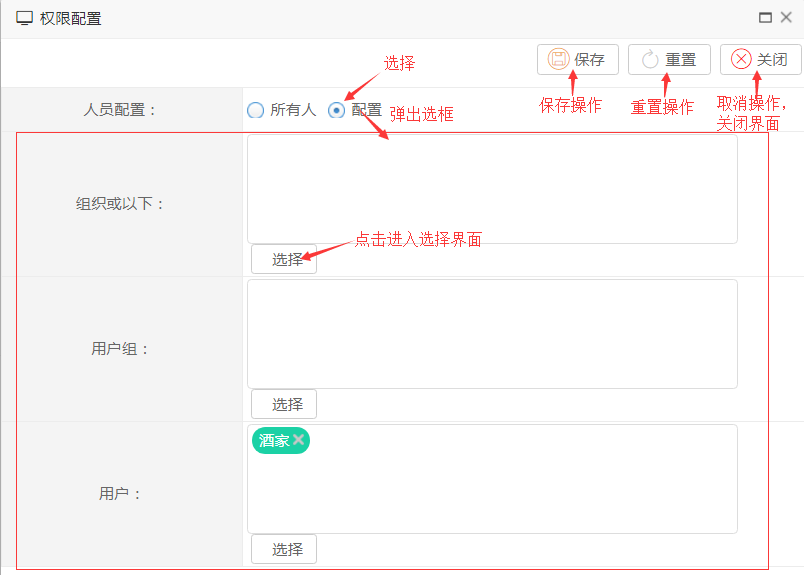 权限配置
选择
保存
重置
关闭
人员配置：
所有人
配置
弹出选框
保存操作
重置操作
取消操作，
关闭界面
组织或以下：
点击进入选择界面
选择
用户组：
选择
酒家
用户：
选择